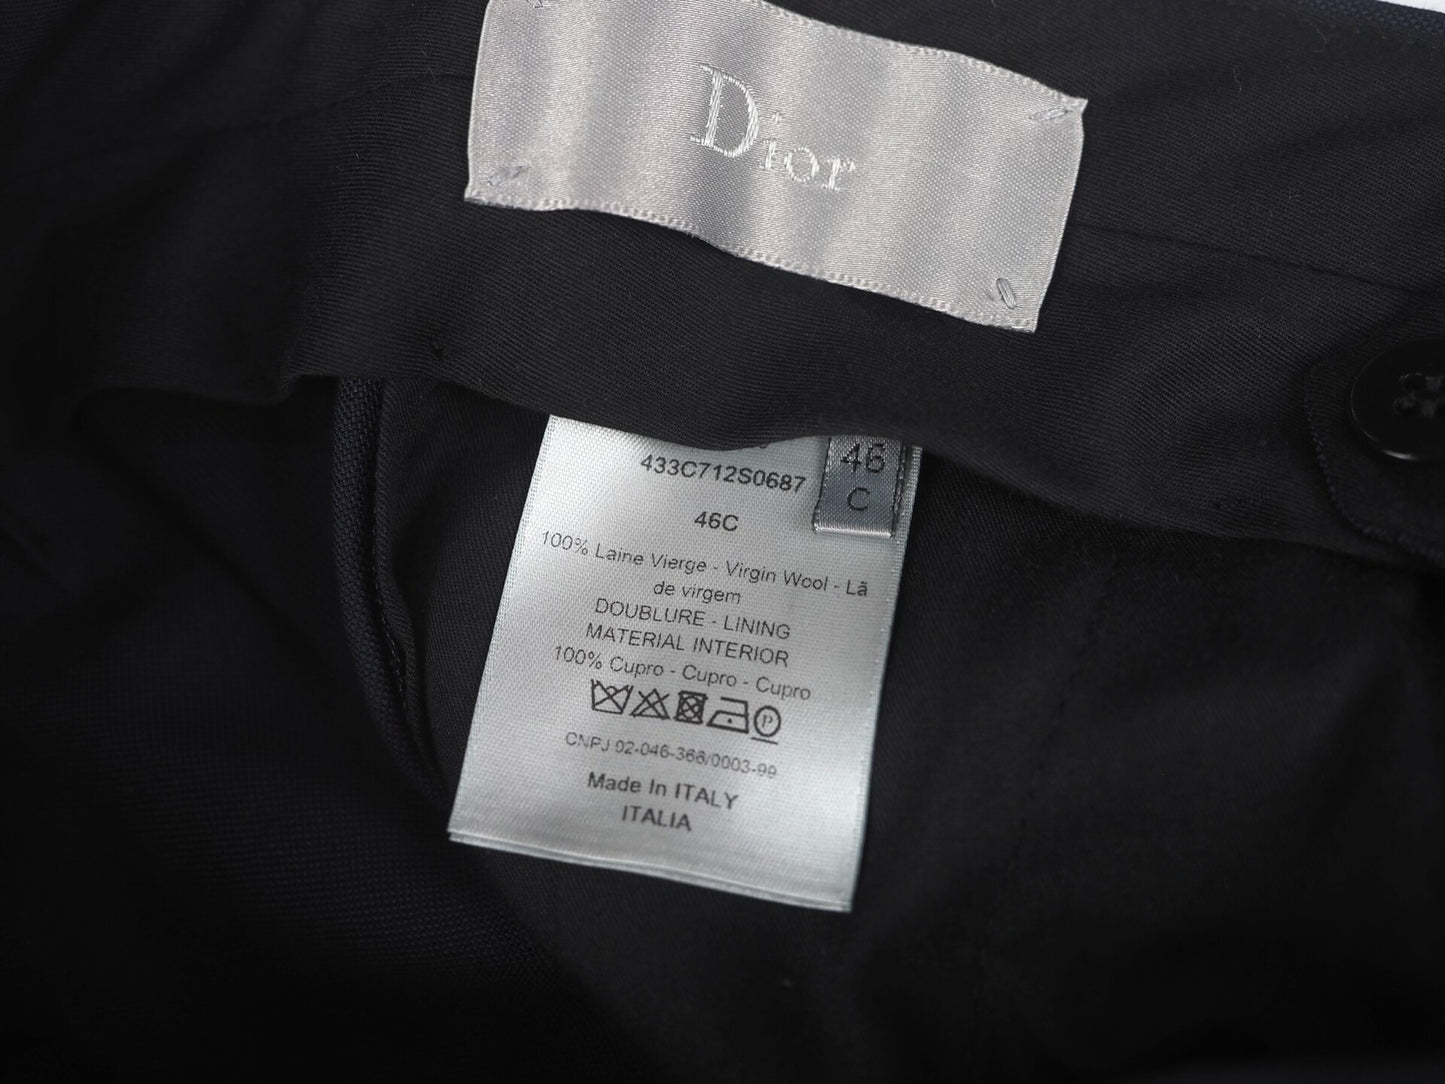 Dior
433C712S0687
46
C
46C
100% Laine Vierge - Virgin Wool - Lã
de virgem
DOUBLURE - LINING
MATERIAL INTERIOR
100% Cupro - Cupro - Cupro
P
CNPJ 02-046-368/0003-99
Made In ITALY
ITALIA